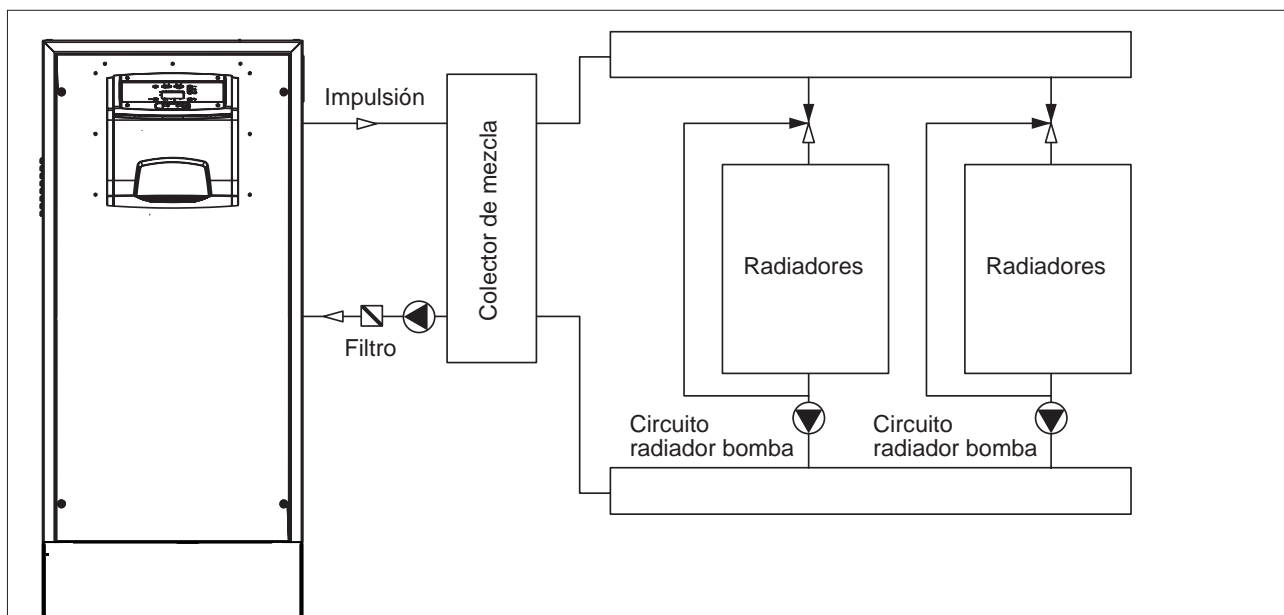 Impulsión
Filtro
Colector de mezcla
Radiadores
Radiadores
Circuito
radiador bomba
Circuito
radiador bomba